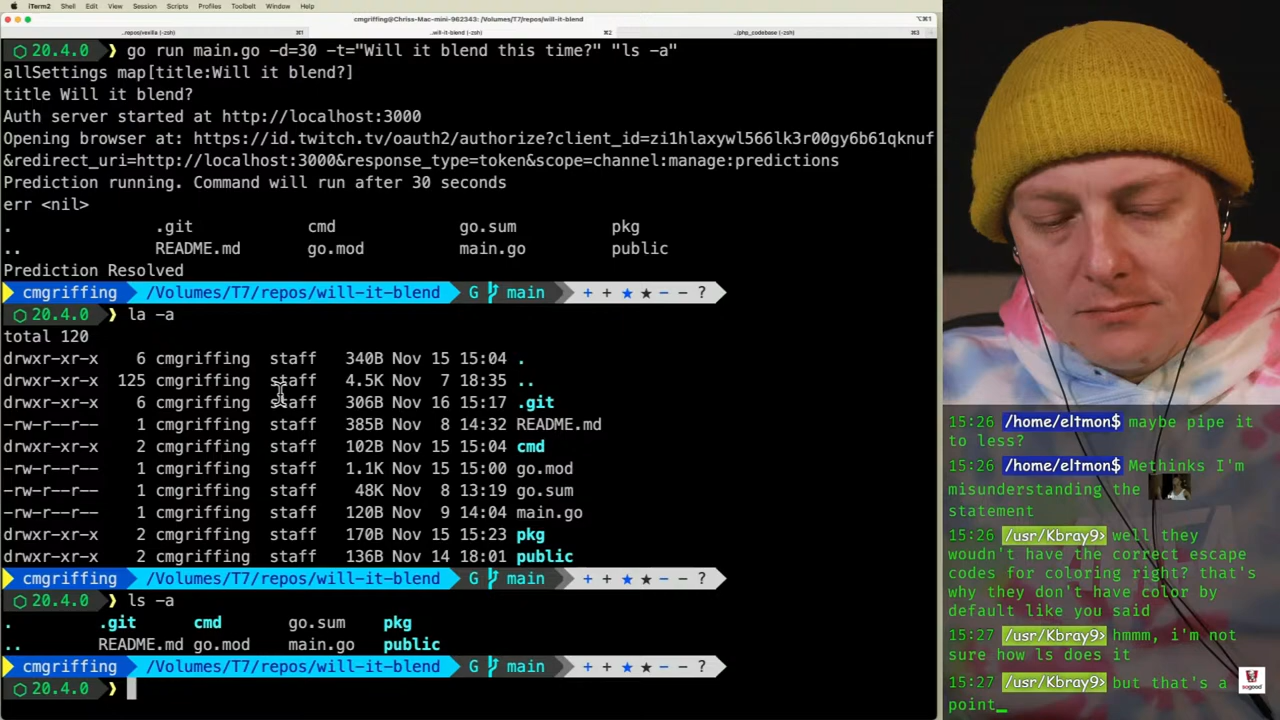 iTerm2 Shell Edit View Session Scripts Profiles Toolbelt Window Help
cmgriffing@Chriss-Mac-mini-962343: /Volumes/T7/repos/will-it-blend
⌥⌘1
..repos/vexilla (-zsh) ⌘1 ..will-it-blend (-zsh) ⌘2 ../php_codebase (-zsh) ⌘3
⬡ 20.4.0 ❯ go run main.go -d=30 -t="Will it blend this time?" "ls -a"
allSettings map[title:Will it blend?]
title Will it blend?
Auth server started at http://localhost:3000
Opening browser at: https://id.twitch.tv/oauth2/authorize?client_id=zi1hlaxywl566lk3r00gy6b61qknuf
&redirect_uri=http://localhost:3000&response_type=token&scope=channel:manage:predictions
Prediction running. Command will run after 30 seconds
err <nil>
. .git cmd go.sum pkg
.. README.md go.mod main.go public
Prediction Resolved
cmgriffing /Volumes/T7/repos/will-it-blend G main + + ★ ★ — — ?
⬡ 20.4.0 ❯ la -a
total 120
drwxr-xr-x 6 cmgriffing staff 340B Nov 15 15:04 .
drwxr-xr-x 125 cmgriffing staff 4.5K Nov 7 18:35 ..
drwxr-xr-x 6 cmgriffing staff 306B Nov 16 15:17 .git
-rw-r--r-- 1 cmgriffing staff 385B Nov 8 14:32 README.md
drwxr-xr-x 2 cmgriffing staff 102B Nov 15 15:04 cmd
-rw-r--r-- 1 cmgriffing staff 1.1K Nov 15 15:00 go.mod
-rw-r--r-- 1 cmgriffing staff 48K Nov 8 13:19 go.sum
-rw-r--r-- 1 cmgriffing staff 120B Nov 9 14:04 main.go
drwxr-xr-x 2 cmgriffing staff 170B Nov 15 15:23 pkg
drwxr-xr-x 2 cmgriffing staff 136B Nov 14 18:01 public
cmgriffing /Volumes/T7/repos/will-it-blend G main + + ★ ★ — — ?
⬡ 20.4.0 ❯ ls -a
. .git cmd go.sum pkg
.. README.md go.mod main.go public
cmgriffing /Volumes/T7/repos/will-it-blend G main + + ★ ★ — — ?
⬡ 20.4.0 ❯
15:26 /home/eltmon$ maybe pipe it
to less?
15:26 /home/eltmon$ Methinks I'm
misunderstanding the
statement
15:26 /usr/Kbray9> well they
woudn't have the correct escape
codes for coloring right? that's
why they don't have color by
default like you said
15:27 /usr/Kbray9> hmmm, i'm not
sure how ls does it
15:27 /usr/Kbray9> but that's a
sogood
point_